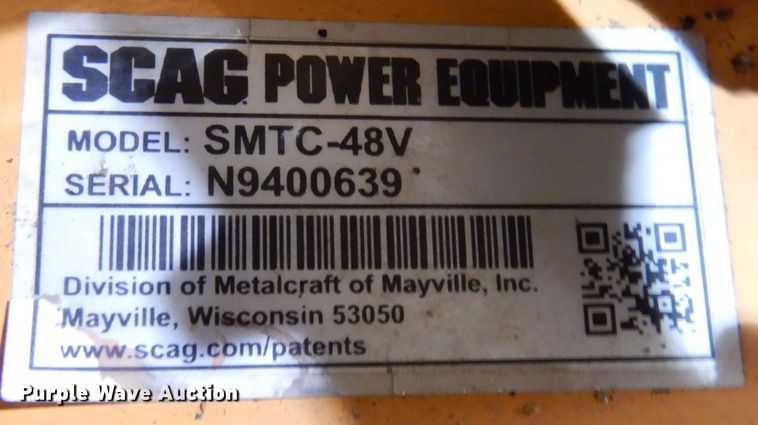 SCAG POWER EQUIPMENT
MODEL: SMTC-48V
SERIAL: N9400639
Division of Metalcraft of Mayville, Inc.
Mayville, Wisconsin 53050
www.scag.com/patents
Purple Wave Auction